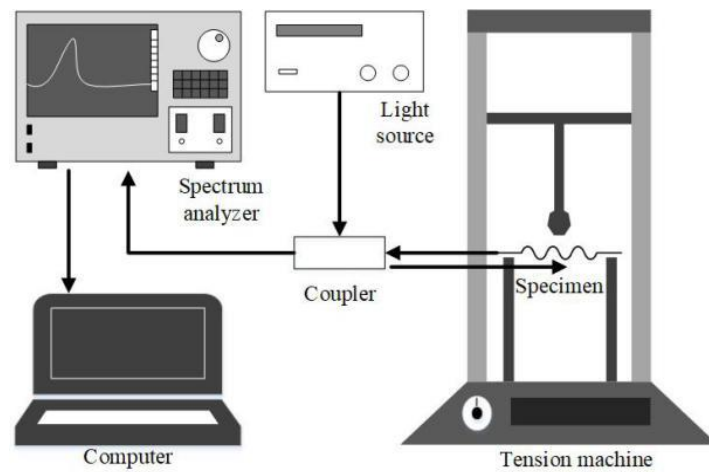 Light
source
Spectrum
analyzer
Coupler
Specimen
Computer
Tension machine